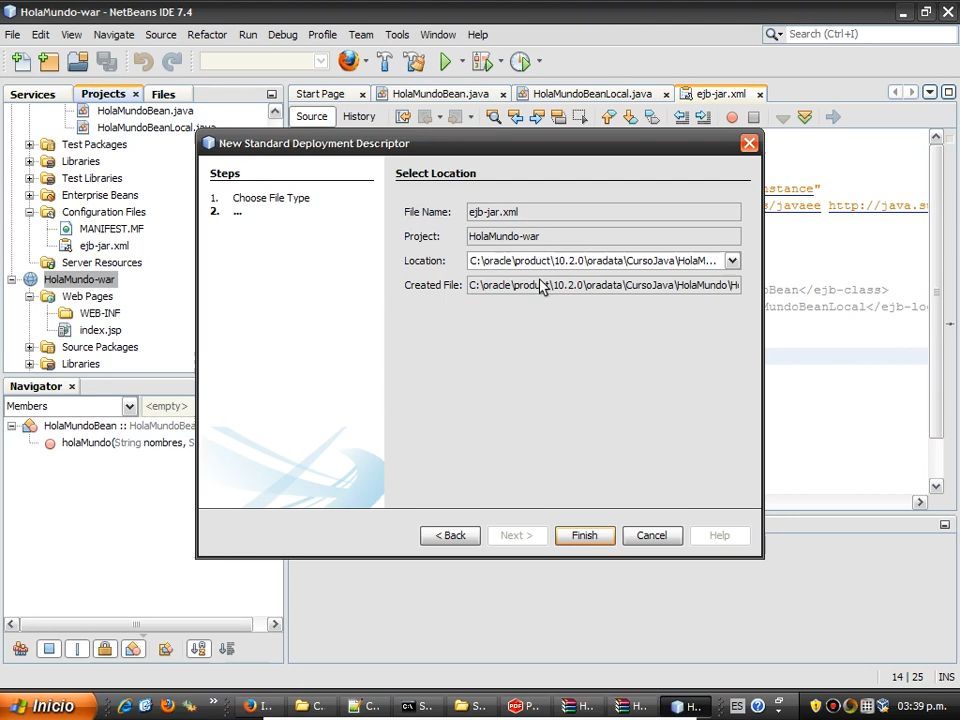 HolaMundo-war - NetBeans IDE 7.4
File Edit View Navigate Source Refactor Run Debug Profile Team Tools Window Help
Search (Ctrl+I)
Services Projects Files
Start Page HolaMundoBean.java HolaMundoBeanLocal.java ejb-jar.xml
Source History
HolaMundoBean.java
HolaMundoBeanLocal.java
Test Packages
Libraries
Test Libraries
Enterprise Beans
Configuration Files
MANIFEST.MF
ejb-jar.xml
Server Resources
HolaMundo-war
Web Pages
WEB-INF
index.jsp
Source Packages
Libraries
nstance"
s/javaee http://java.s
Bean</ejb-class>
MundoBeanLocal</ejb-lo
New Standard Deployment Descriptor
Steps
1. Choose File Type
2. ...
Select Location
File Name: ejb-jar.xml
Project: HolaMundo-war
Location: C:\oracle\product\10.2.0\oradata\CursoJava\HolaM...
Created File: C:\oracle\product\10.2.0\oradata\CursoJava\HolaMundo\H
< Back Next > Finish Cancel Help
Navigator
Members <empty>
HolaMundoBean :: HolaMundoB
holaMundo(String nombres, S
14 | 25 INS
Inicio I... C... C... S... S... P... H... H... H... ES 03:39 p.m.